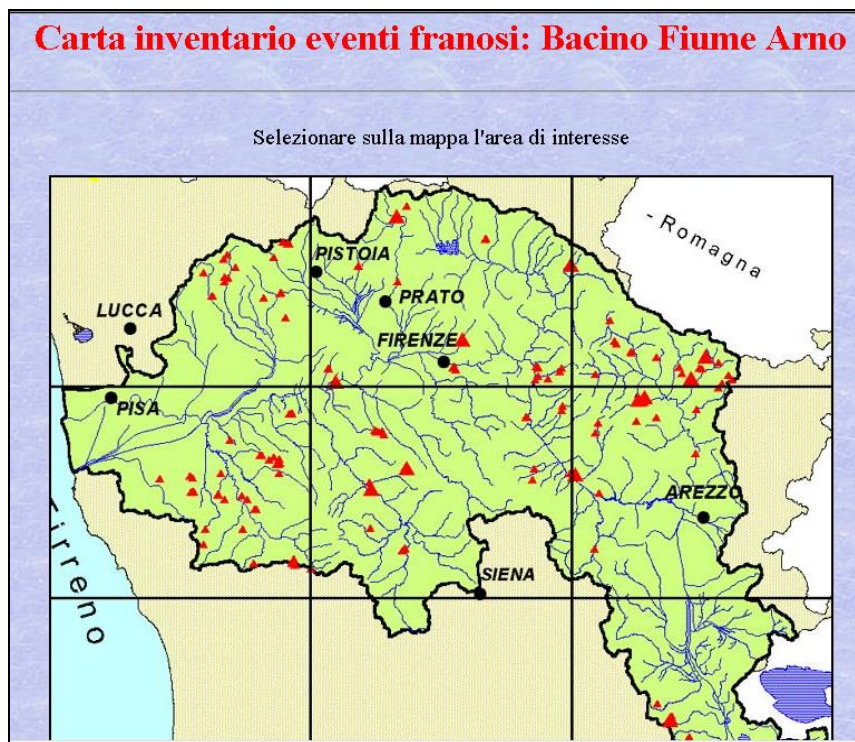 Carta inventario eventi franosi: Bacino Fiume Arno
Selezionare sulla mappa l'area di interesse
- Romagna
PISTOIA
LUCCA
PRATO
FIRENZE
PISA
AREZZO
SIENA
Tirreno